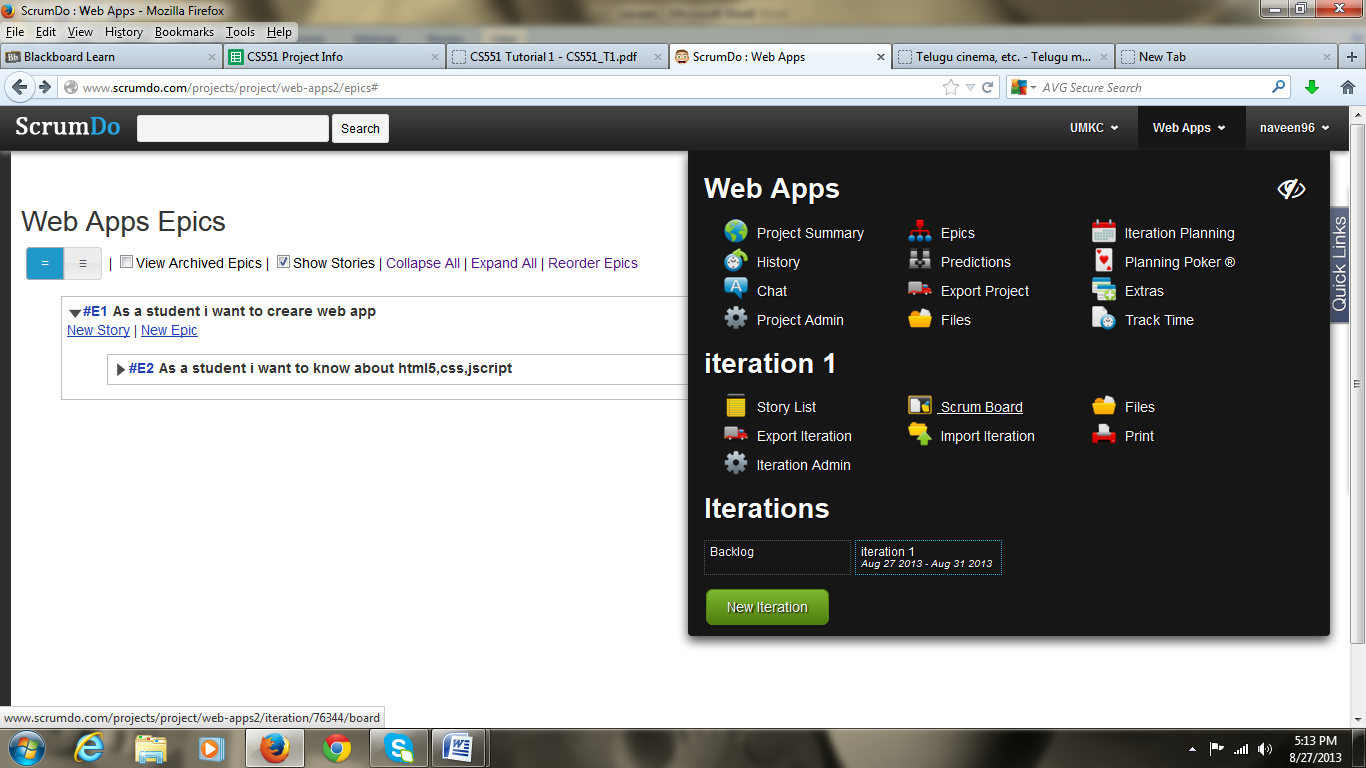 ScrumDo : Web Apps - Mozilla Firefox
File Edit View History Bookmarks Tools Help
Blackboard Learn
CS551 Project Info
CS551 Tutorial 1 - CS551_T1.pdf
ScrumDo : Web Apps
Telugu cinema, etc. - Telugu m...
New Tab
www.scrumdo.com/projects/project/web-apps2/epics#
AVG Secure Search
ScrumDo
Search
UMKC
Web Apps
naveen96
Web Apps Epics
| View Archived Epics | Show Stories | Collapse All | Expand All | Reorder Epics
#E1 As a student i want to creare web app
New Story | New Epic
#E2 As a student i want to know about html5,css,jscript
Web Apps
Project Summary Epics Iteration Planning
History Predictions Planning Poker ®
Chat Export Project Extras
Project Admin Files Track Time
iteration 1
Story List Scrum Board Files
Export Iteration Import Iteration Print
Iteration Admin
Iterations
Backlog
iteration 1
Aug 27 2013 - Aug 31 2013
New Iteration
Quick Links
www.scrumdo.com/projects/project/web-apps2/iteration/76344/board
5:13 PM
8/27/2013